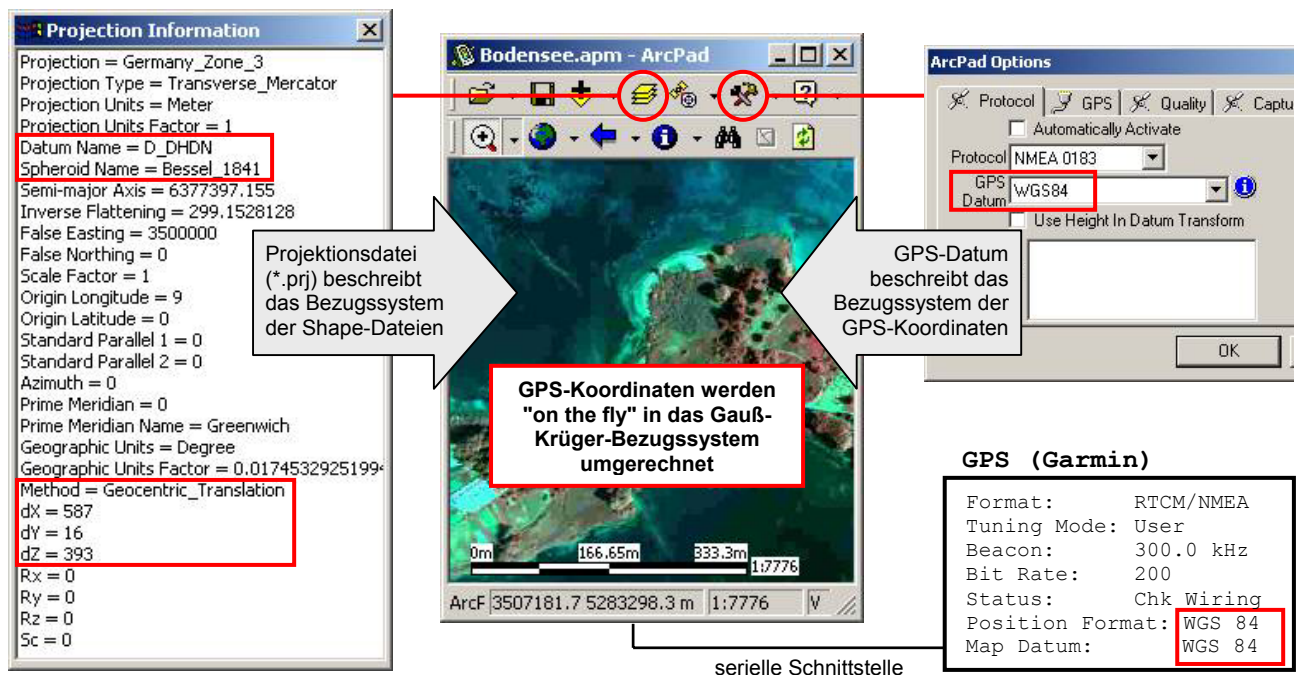 Projection Information
Projection = Germany_Zone_3
Projection Type = Transverse_Mercator
Projection Units = Meter
Projection Units Factor = 1
Datum Name = D_DHDN
Spheroid Name = Bessel_1841
Semi-major Axis = 6377397.155
Inverse Flattening = 299.1528128
False Easting = 3500000
False Northing = 0
Scale Factor = 1
Origin Longitude = 9
Origin Latitude = 0
Standard Parallel 1 = 0
Standard Parallel 2 = 0
Azimuth = 0
Prime Meridian = 0
Prime Meridian Name = Greenwich
Geographic Units = Degree
Geographic Units Factor = 0.01745329251994
Method = Geocentric_Translation
dX = 587
dY = 16
dZ = 393
Rx = 0
Ry = 0
Rz = 0
Sc = 0
Projektionsdatei
(*.prj) beschreibt
das Bezugssystem
der Shape-Dateien
Bodensee.apm - ArcPad
GPS-Koordinaten werden
"on the fly" in das Gauß-
Krüger-Bezugssystem
umgerechnet
0m 166.65m 333.3m
1:7776
ArcF 3507181.7 5283298.3 m 1:7776 V
serielle Schnittstelle
GPS-Datum
beschreibt das
Bezugssystem der
GPS-Koordinaten
ArcPad Options
Protocol GPS Quality Captu
Automatically Activate
Protocol NMEA 0183
GPS
Datum WGS84
Use Height In Datum Transform
OK
GPS (Garmin)
Format: RTCM/NMEA
Tuning Mode: User
Beacon: 300.0 kHz
Bit Rate: 200
Status: Chk Wiring
Position Format: WGS 84
Map Datum: WGS 84